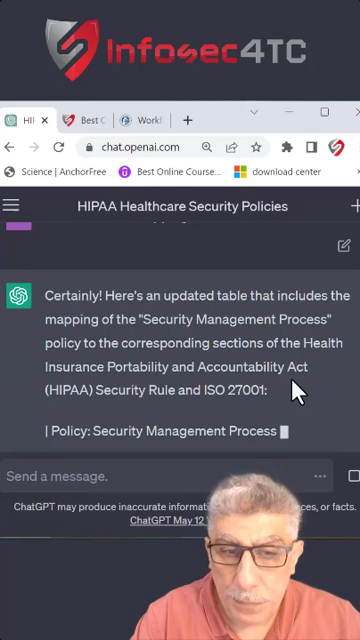 Infosec4TC
HIP
Best C
Workf
chat.openai.com
Science | AnchorFree
Best Online Course...
download center
HIPAA Healthcare Security Policies
Certainly! Here's an updated table that includes the
mapping of the "Security Management Process"
policy to the corresponding sections of the Health
Insurance Portability and Accountability Act
(HIPAA) Security Rule and ISO 27001:
| Policy: Security Management Process
Send a message.
ChatGPT may produce inaccurate informati
s, or facts.
ChatGPT May 12